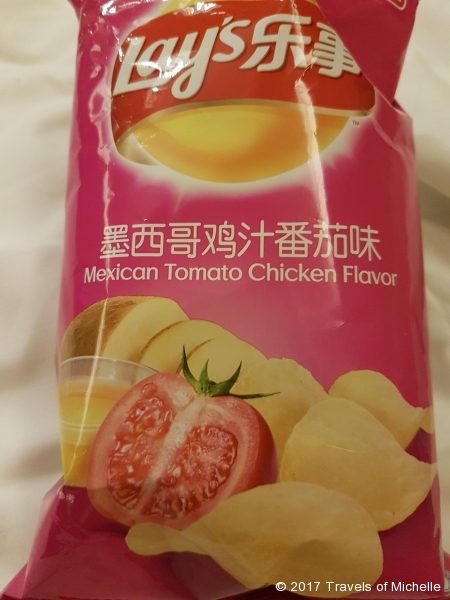 Lay's乐事
墨西哥鸡汁番茄味
Mexican Tomato Chicken Flavor
© 2017 Travels of Michelle